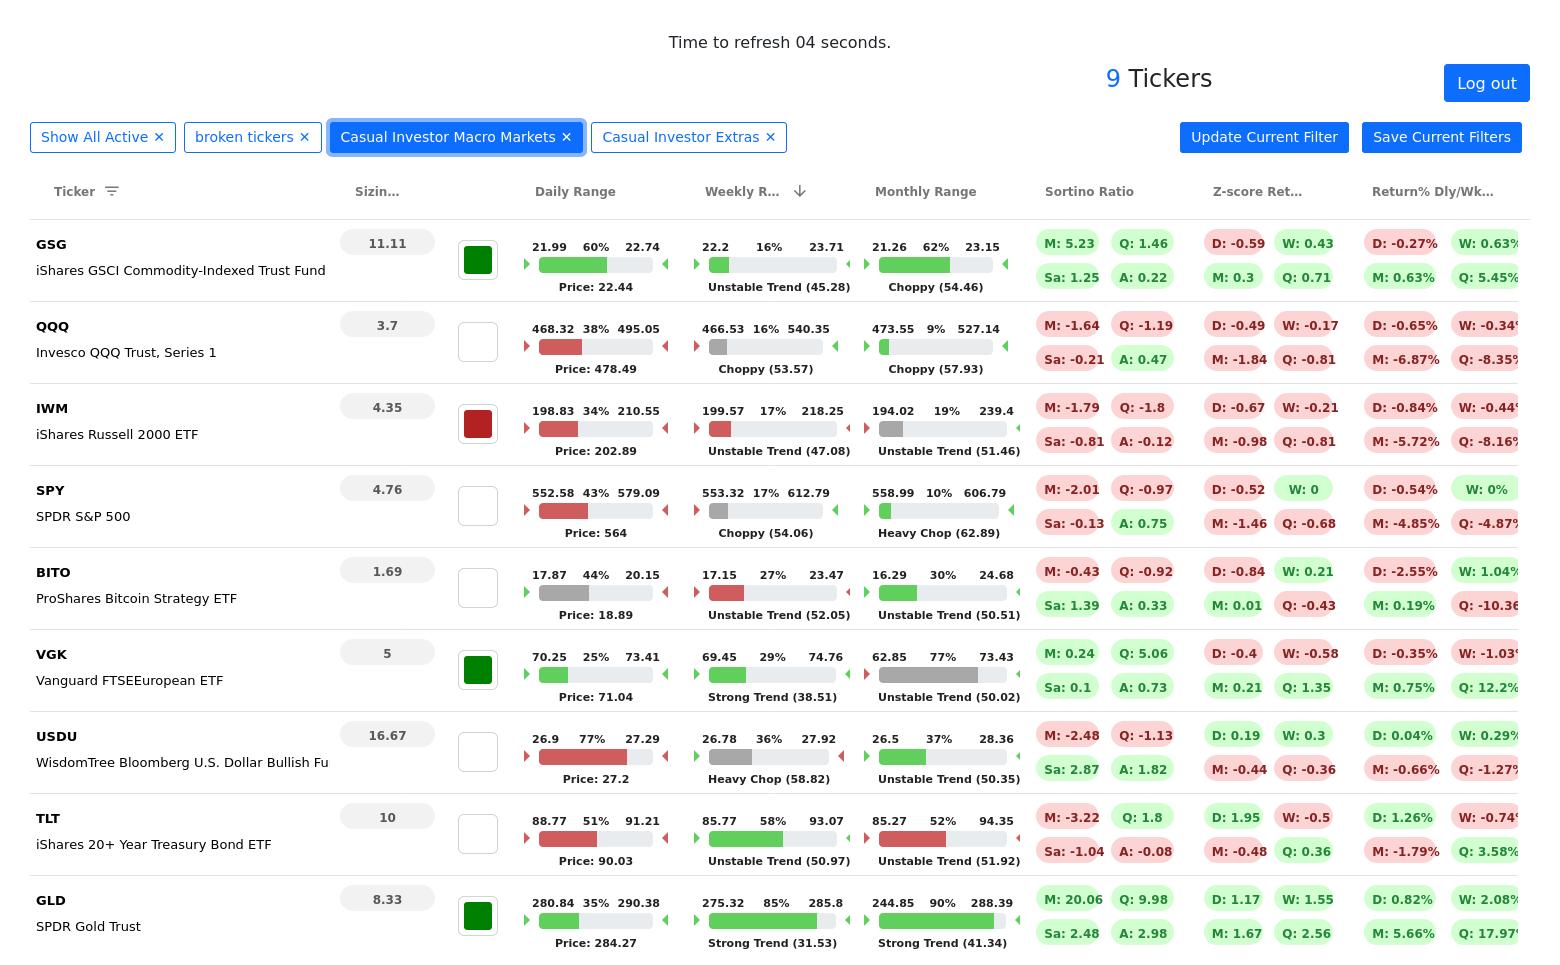 Time to refresh 04 seconds.
9 Tickers
Log out
Show All Active ✕ broken tickers ✕ Casual Investor Macro Markets ✕ Casual Investor Extras ✕ Update Current Filter Save Current Filters
Ticker Sizin... Daily Range Weekly R... Monthly Range Sortino Ratio Z-score Ret... Return% Dly/Wk...
GSG 11.11 21.99 60% 22.74 22.2 16% 23.71 21.26 62% 23.15 M: 5.23 Q: 1.46 D: -0.59 W: 0.43 D: -0.27% W: 0.63%
iShares GSCI Commodity-Indexed Trust Fund Sa: 1.25 A: 0.22 M: 0.3 Q: 0.71 M: 0.63% Q: 5.45%
Price: 22.44 Unstable Trend (45.28) Choppy (54.46)
QQQ 3.7 468.32 38% 495.05 466.53 16% 540.35 473.55 9% 527.14 M: -1.64 Q: -1.19 D: -0.49 W: -0.17 D: -0.65% W: -0.34%
Invesco QQQ Trust, Series 1 Sa: -0.21 A: 0.47 M: -1.84 Q: -0.81 M: -6.87% Q: -8.35%
Price: 478.49 Choppy (53.57) Choppy (57.93)
IWM 4.35 198.83 34% 210.55 199.57 17% 218.25 194.02 19% 239.4 M: -1.79 Q: -1.8 D: -0.67 W: -0.21 D: -0.84% W: -0.44%
iShares Russell 2000 ETF Sa: -0.81 A: -0.12 M: -0.98 Q: -0.81 M: -5.72% Q: -8.16%
Price: 202.89 Unstable Trend (47.08) Unstable Trend (51.46)
SPY 4.76 552.58 43% 579.09 553.32 17% 612.79 558.99 10% 606.79 M: -2.01 Q: -0.97 D: -0.52 W: 0 D: -0.54% W: 0%
SPDR S&P 500 Sa: -0.13 A: 0.75 M: -1.46 Q: -0.68 M: -4.85% Q: -4.87%
Price: 564 Choppy (54.06) Heavy Chop (62.89)
BITO 1.69 17.87 44% 20.15 17.15 27% 23.47 16.29 30% 24.68 M: -0.43 Q: -0.92 D: -0.84 W: 0.21 D: -2.55% W: 1.04%
ProShares Bitcoin Strategy ETF Sa: 1.39 A: 0.33 M: 0.01 Q: -0.43 M: 0.19% Q: -10.36
Price: 18.89 Unstable Trend (52.05) Unstable Trend (50.51)
VGK 5 70.25 25% 73.41 69.45 29% 74.76 62.85 77% 73.43 M: 0.24 Q: 5.06 D: -0.4 W: -0.58 D: -0.35% W: -1.03%
Vanguard FTSEEuropean ETF Sa: 0.1 A: 0.73 M: 0.21 Q: 1.35 M: 0.75% Q: 12.2%
Price: 71.04 Strong Trend (38.51) Unstable Trend (50.02)
USDU 16.67 26.9 77% 27.29 26.78 36% 27.92 26.5 37% 28.36 M: -2.48 Q: -1.13 D: 0.19 W: 0.3 D: 0.04% W: 0.29%
WisdomTree Bloomberg U.S. Dollar Bullish Fu Sa: 2.87 A: 1.82 M: -0.44 Q: -0.36 M: -0.66% Q: -1.27%
Price: 27.2 Heavy Chop (58.82) Unstable Trend (50.35)
TLT 10 88.77 51% 91.21 85.77 58% 93.07 85.27 52% 94.35 M: -3.22 Q: 1.8 D: 1.95 W: -0.5 D: 1.26% W: -0.74%
iShares 20+ Year Treasury Bond ETF Sa: -1.04 A: -0.08 M: -0.48 Q: 0.36 M: -1.79% Q: 3.58%
Price: 90.03 Unstable Trend (50.97) Unstable Trend (51.92)
GLD 8.33 280.84 35% 290.38 275.32 85% 285.8 244.85 90% 288.39 M: 20.06 Q: 9.98 D: 1.17 W: 1.55 D: 0.82% W: 2.08%
SPDR Gold Trust Sa: 2.48 A: 2.98 M: 1.67 Q: 2.56 M: 5.66% Q: 17.97%
Price: 284.27 Strong Trend (31.53) Strong Trend (41.34)